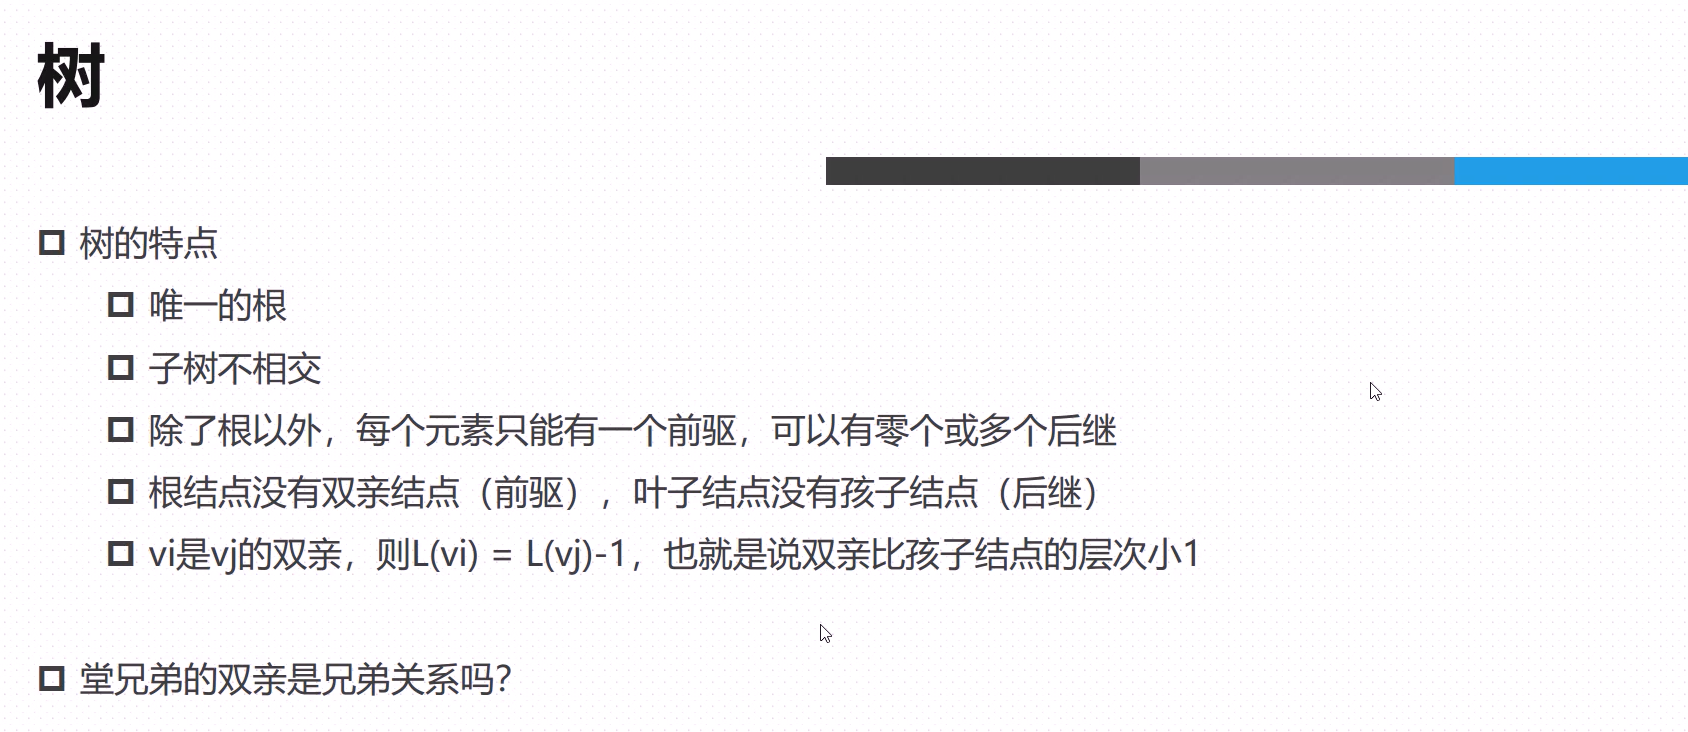 树
树的特点
唯一的根
子树不相交
除了根以外，每个元素只能有一个前驱，可以有零个或多个后继
根结点没有双亲结点（前驱），叶子结点没有孩子结点（后继）
vi是vj的双亲，则L(vi) = L(vj)-1，也就是说双亲比孩子结点的层次小1
堂兄弟的双亲是兄弟关系吗？